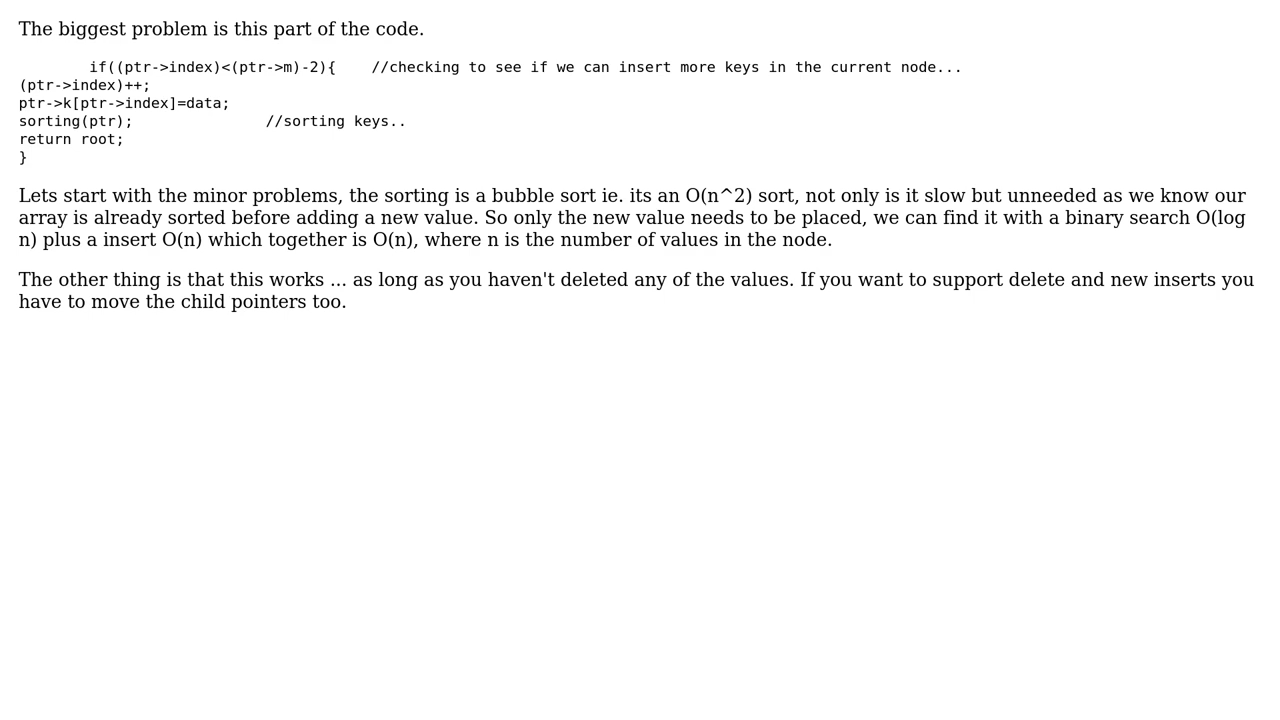 The biggest problem is this part of the code.
        if((ptr->index)<(ptr->m)-2){    //checking to see if we can insert more keys in the current node...
(ptr->index)++;
ptr->k[ptr->index]=data;
sorting(ptr);               //sorting keys..
return root;
}
Lets start with the minor problems, the sorting is a bubble sort ie. its an O(n^2) sort, not only is it slow but unneeded as we know our
array is already sorted before adding a new value. So only the new value needs to be placed, we can find it with a binary search O(log
n) plus a insert O(n) which together is O(n), where n is the number of values in the node.
The other thing is that this works ... as long as you haven't deleted any of the values. If you want to support delete and new inserts you
have to move the child pointers too.